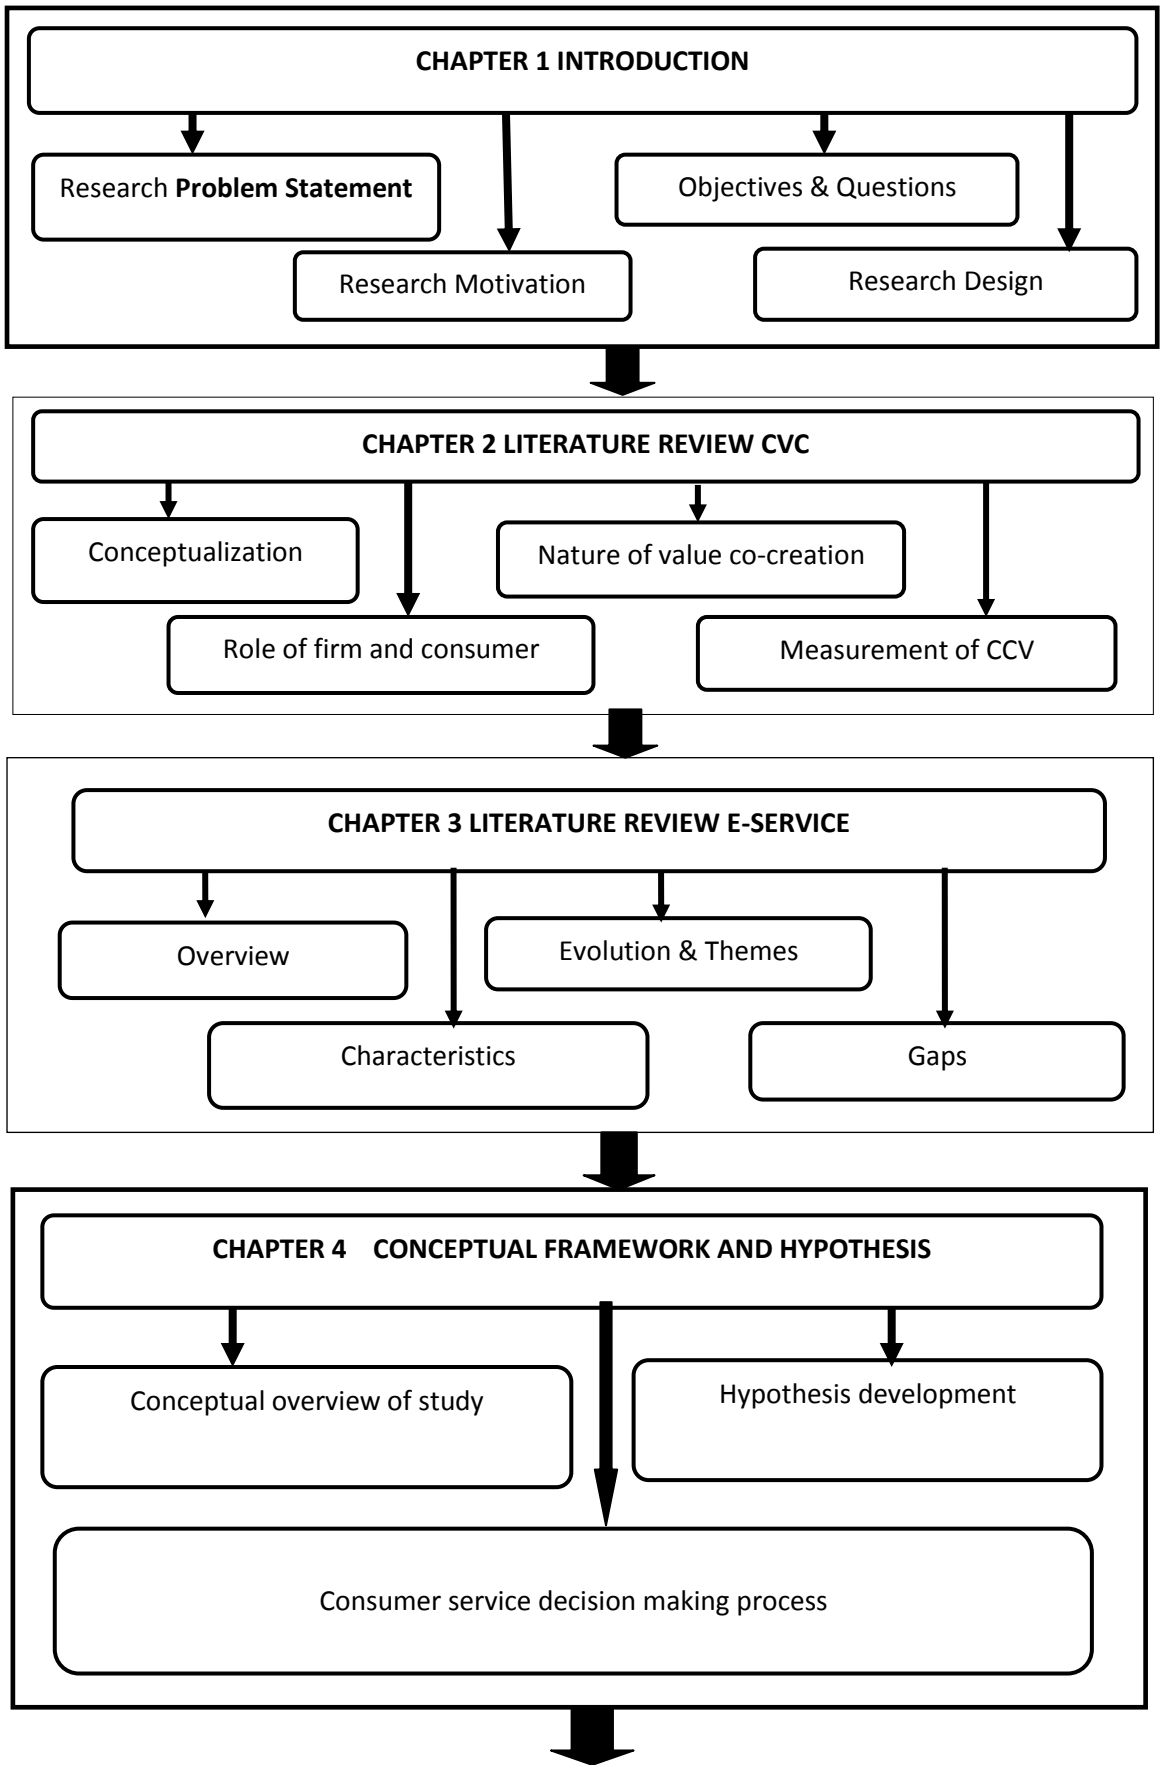 CHAPTER 1 INTRODUCTION
Research Problem Statement
Objectives & Questions
Research Motivation
Research Design
CHAPTER 2 LITERATURE REVIEW CVC
Conceptualization
Nature of value co-creation
Role of firm and consumer
Measurement of CCV
CHAPTER 3 LITERATURE REVIEW E-SERVICE
Overview
Evolution & Themes
Characteristics
Gaps
CHAPTER 4 CONCEPTUAL FRAMEWORK AND HYPOTHESIS
Conceptual overview of study
Hypothesis development
Consumer service decision making process